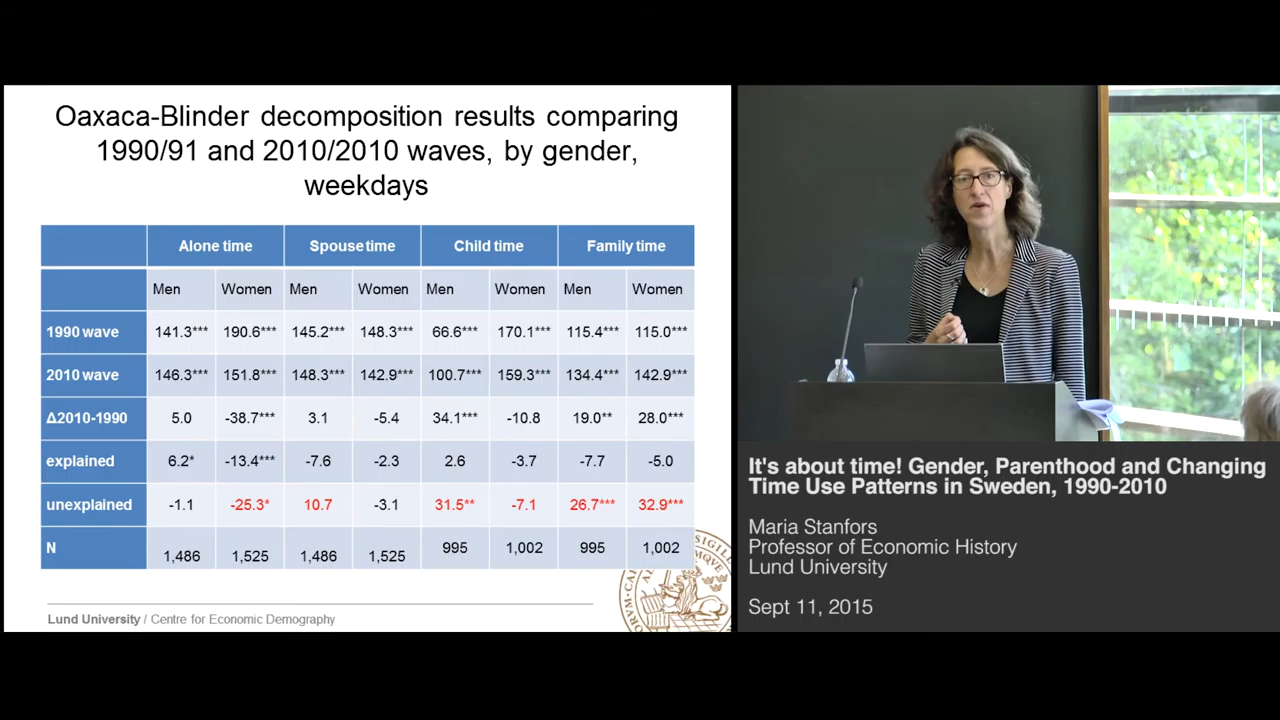 Oaxaca-Blinder decomposition results comparing
1990/91 and 2010/2010 waves, by gender,
weekdays
Alone time Spouse time Child time Family time
Men Women Men Women Men Women Men Women
1990 wave 141.3*** 190.6*** 145.2*** 148.3*** 66.6*** 170.1*** 115.4*** 115.0***
2010 wave 146.3*** 151.8*** 148.3*** 142.9*** 100.7*** 159.3*** 134.4*** 142.9***
Δ2010-1990 5.0 -38.7*** 3.1 -5.4 34.1*** -10.8 19.0** 28.0***
explained 6.2* -13.4*** -7.6 -2.3 2.6 -3.7 -7.7 -5.0
unexplained -1.1 -25.3* 10.7 -3.1 31.5** -7.1 26.7*** 32.9***
N 1,486 1,525 1,486 1,525 995 1,002 995 1,002
Lund University / Centre for Economic Demography
It's about time! Gender, Parenthood and Changing
Time Use Patterns in Sweden, 1990-2010
Maria Stanfors
Professor of Economic History
Lund University
Sept 11, 2015